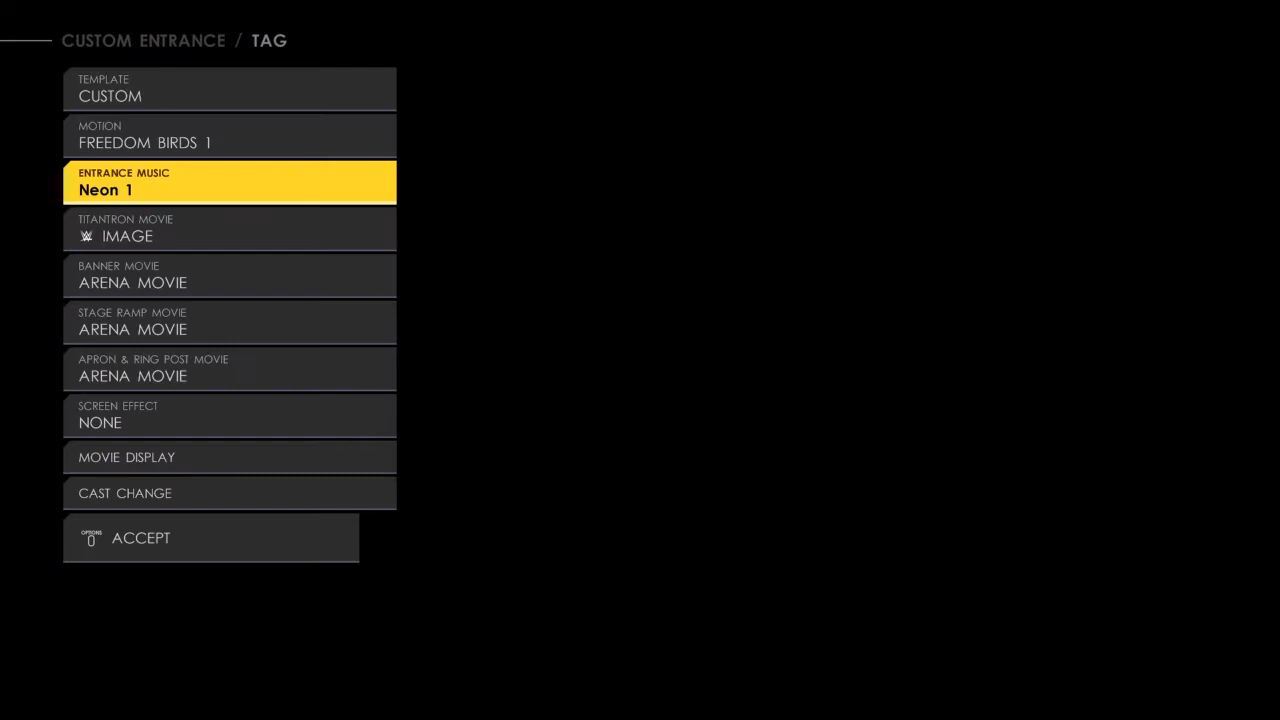 CUSTOM ENTRANCE / TAG
TEMPLATE
CUSTOM
MOTION
FREEDOM BIRDS 1
ENTRANCE MUSIC
Neon 1
TITANTRON MOVIE
W IMAGE
BANNER MOVIE
ARENA MOVIE
STAGE RAMP MOVIE
ARENA MOVIE
APRON & RING POST MOVIE
ARENA MOVIE
SCREEN EFFECT
NONE
MOVIE DISPLAY
CAST CHANGE
OPTIONS
ACCEPT